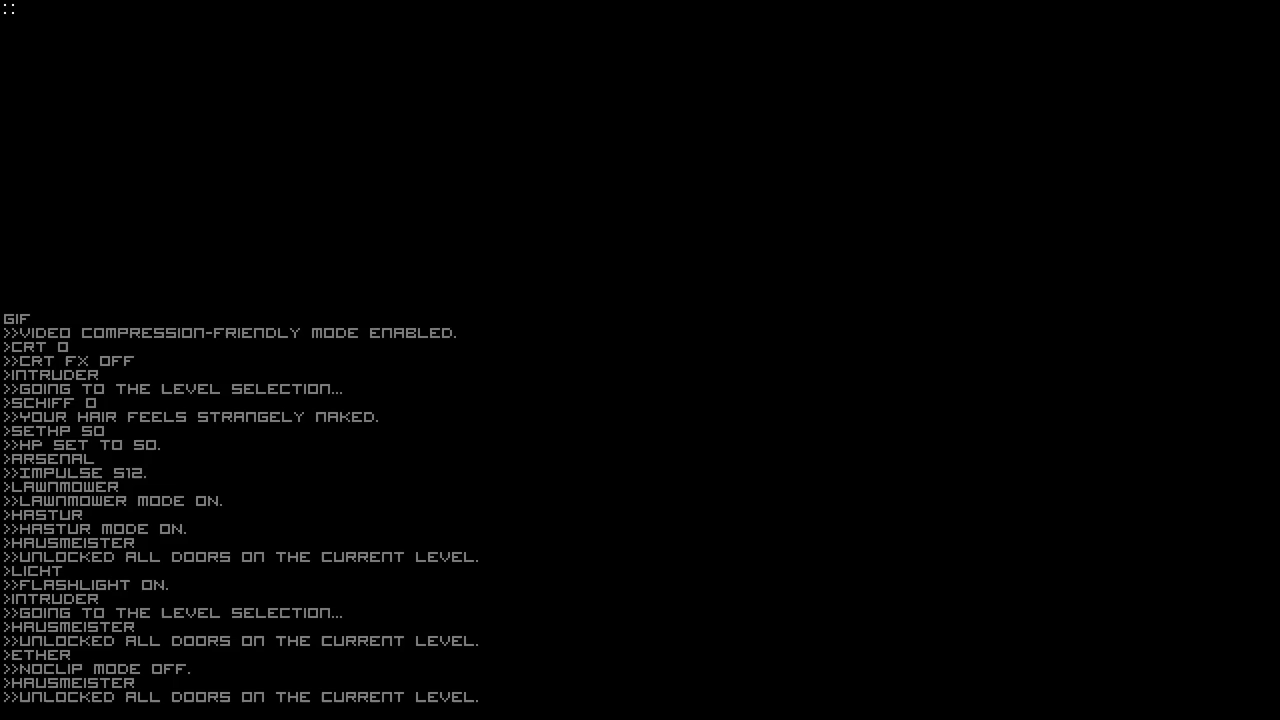 ::
GIF
>>VIDEO COMPRESSION-FRIENDLY MODE ENABLED.
>CRT 0
>>CRT FX OFF
>INTRUDER
>>GOING TO THE LEVEL SELECTION...
>SCHIFF 0
>>YOUR HAIR FEELS STRANGELY NAKED.
>SETHP 50
>>HP SET TO 50.
>ARSENAL
>>IMPULSE 512.
>LAWNMOWER
>>LAWNMOWER MODE ON.
>HASTUR
>>HASTUR MODE ON.
>HAUSMEISTER
>>UNLOCKED ALL DOORS ON THE CURRENT LEVEL.
>LICHT
>>FLASHLIGHT ON.
>INTRUDER
>>GOING TO THE LEVEL SELECTION...
>HAUSMEISTER
>>UNLOCKED ALL DOORS ON THE CURRENT LEVEL.
>ETHER
>>NOCLIP MODE OFF.
>HAUSMEISTER
>>UNLOCKED ALL DOORS ON THE CURRENT LEVEL.